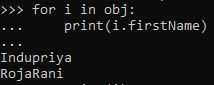 >>> for i in obj:
...     print(i.firstName)
...
Indupriya
RojaRani